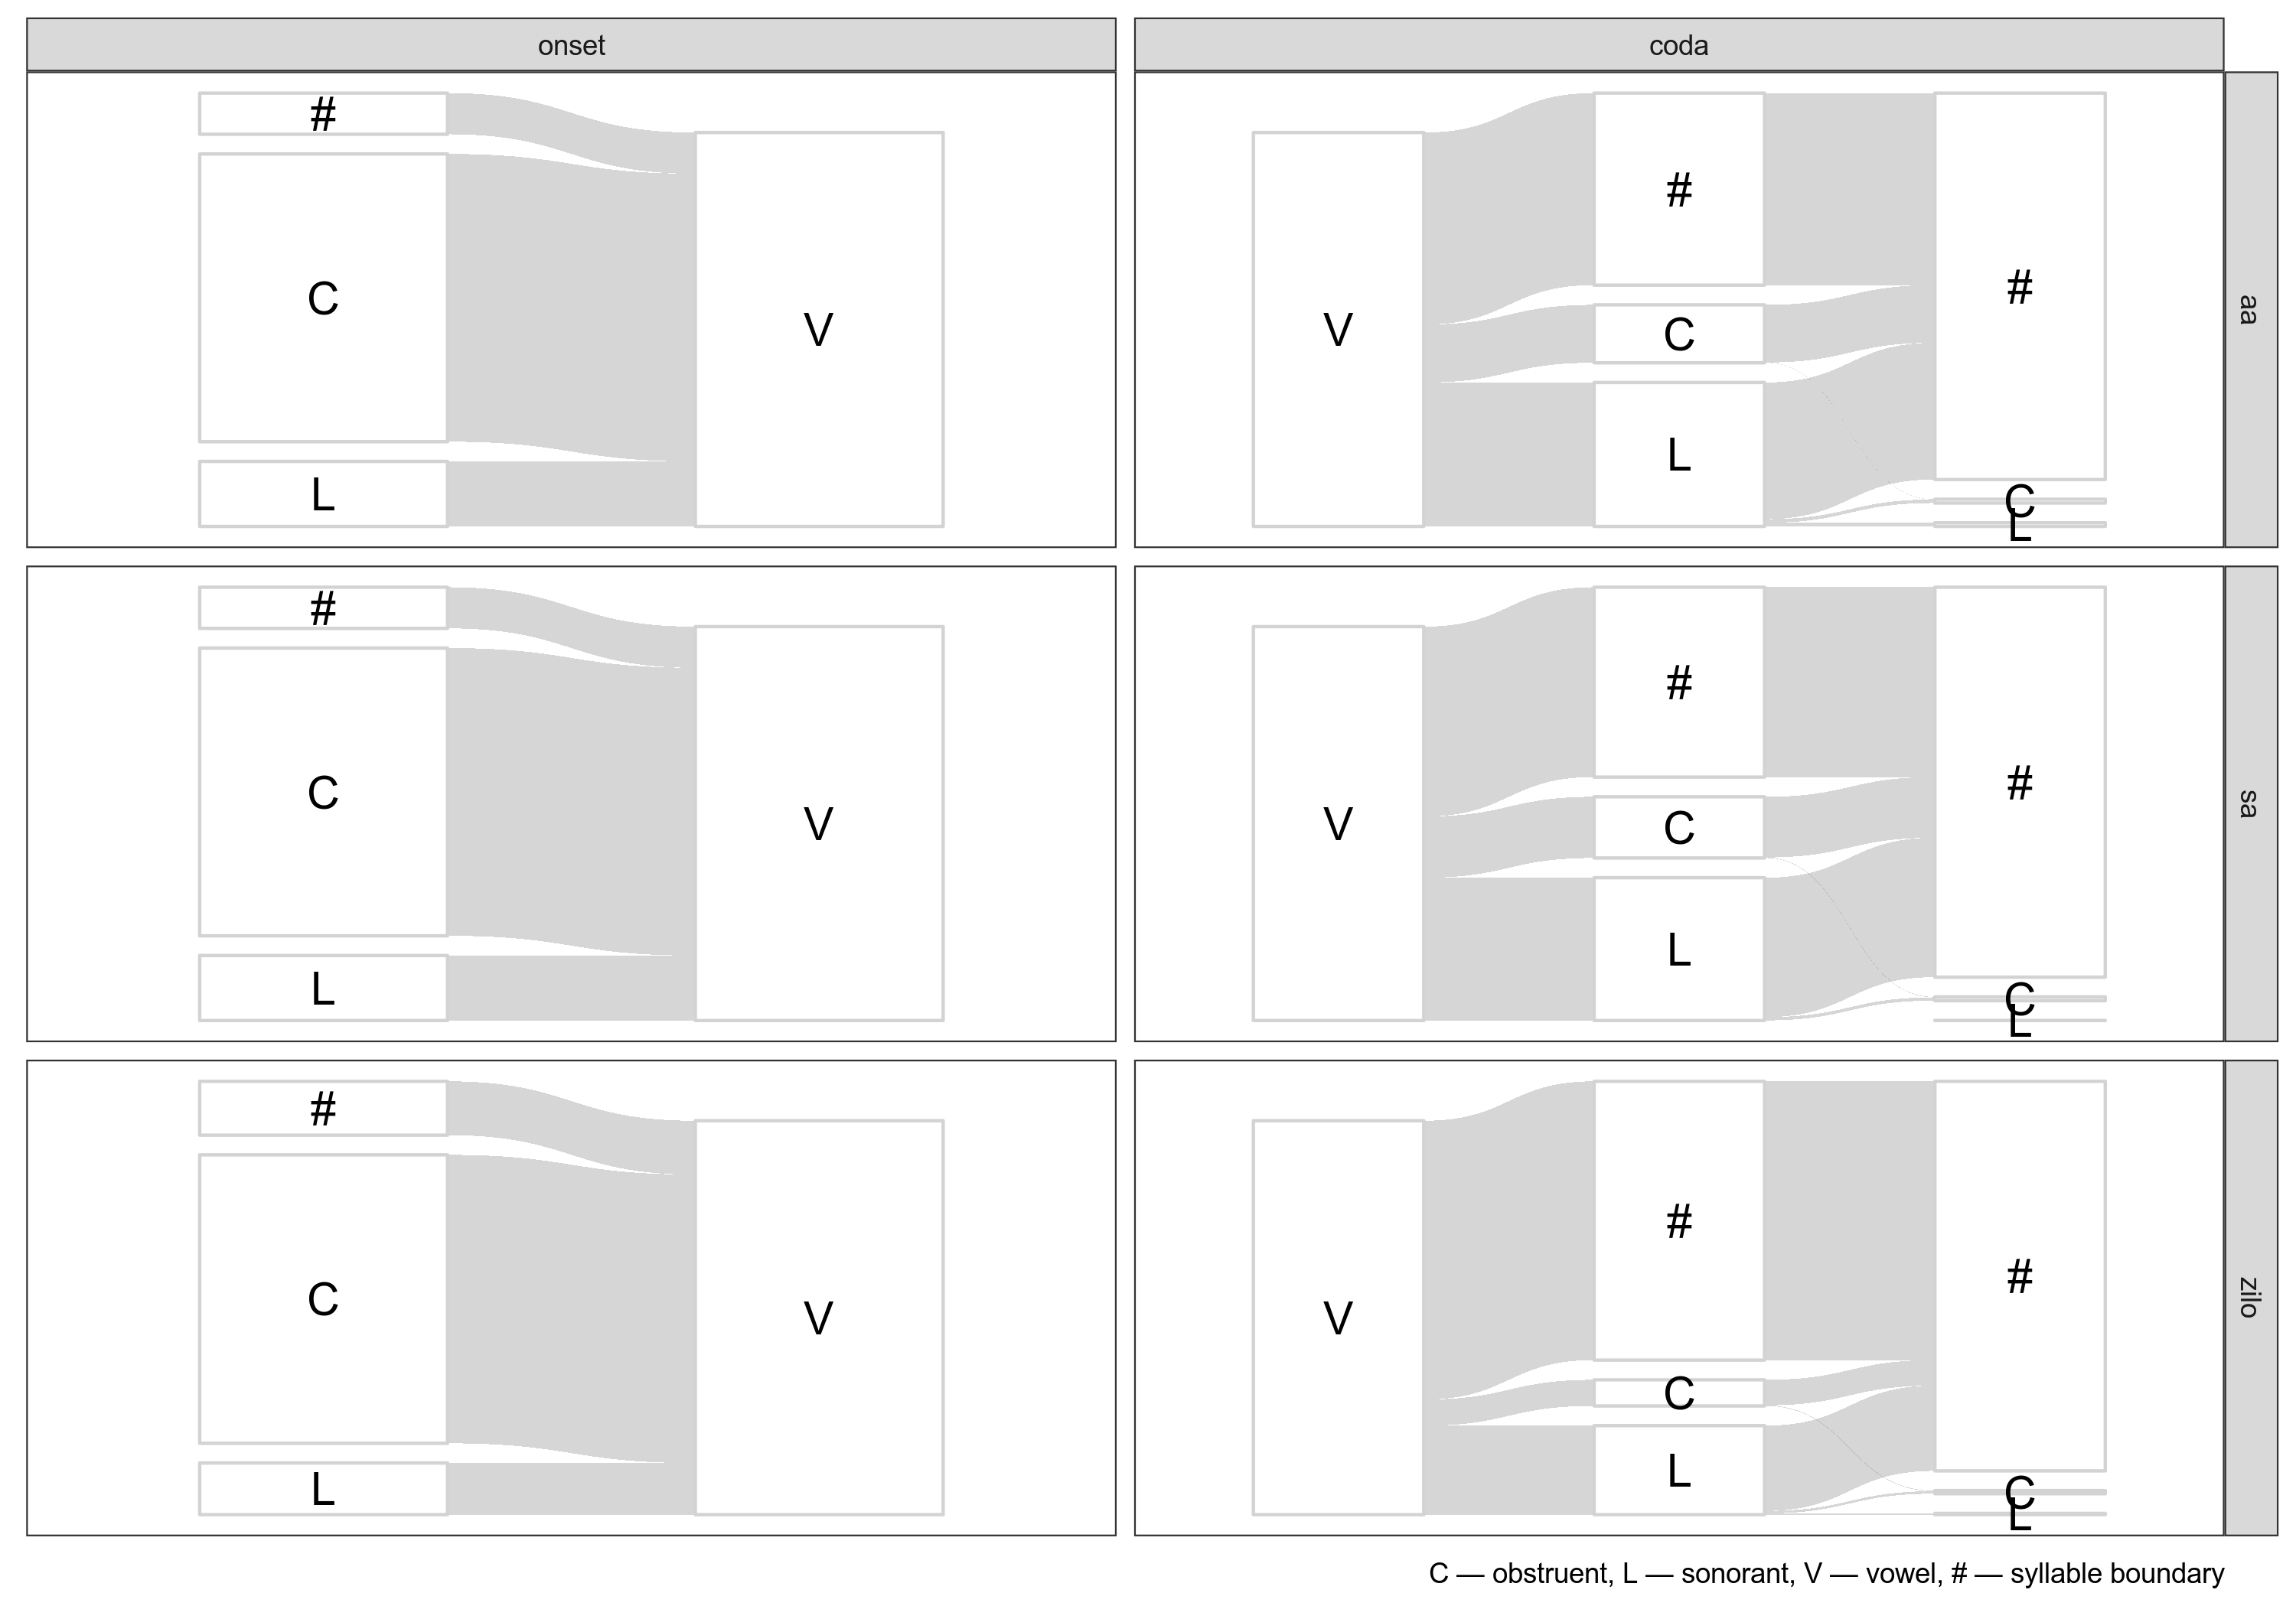 onset
coda
#
C
L
V
V
#
C
L
#
C
L
aa
#
C
L
V
V
#
C
L
#
C
L
sa
#
C
L
V
V
#
C
L
#
C
L
zilo
C — obstruent, L — sonorant, V — vowel, # — syllable boundary